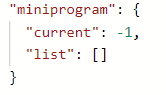 "miniprogram": {
"current": -1,
"list": []
}